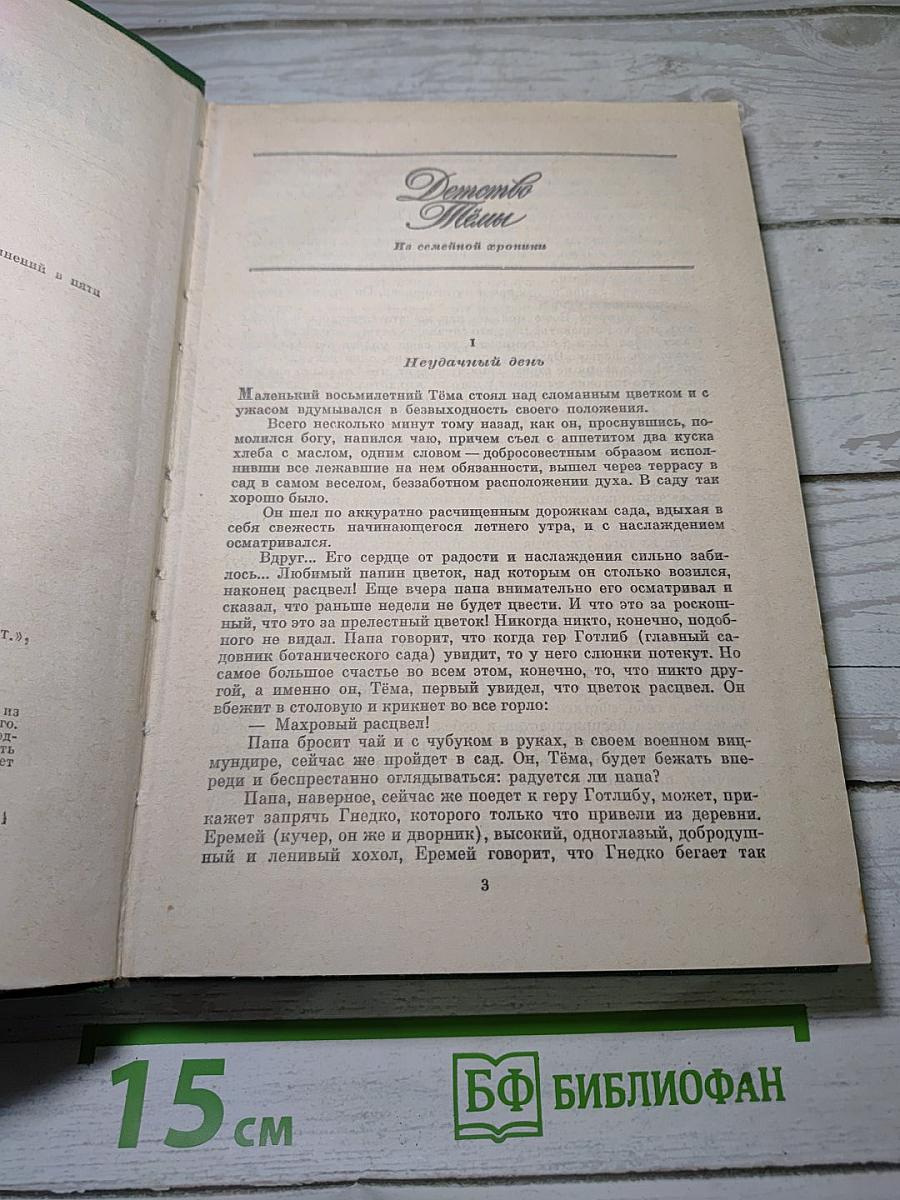 нений в пяти
т.»,
из
го.
ед-
ть
ет
Детство
Тёмы
Из семейной хроники
I
Неудачный день
Маленький восьмилетний Тёма стоял над сломанным цветком и с
ужасом вдумывался в безвыходность своего положения.
Всего несколько минут тому назад, как он, проснувшись, по-
молился богу, напился чаю, причем съел с аппетитом два куска
хлеба с маслом, одним словом — добросовестным образом испол-
нивши все лежавшие на нем обязанности, вышел через террасу в
сад в самом веселом, беззаботном расположении духа. В саду так
хорошо было.
Он шел по аккуратно расчищенным дорожкам сада, вдыхая в
себя свежесть начинающегося летнего утра, и с наслаждением
осматривался.
Вдруг... Его сердце от радости и наслаждения сильно заби-
лось... Любимый папин цветок, над которым он столько возился,
наконец расцвел! Еще вчера папа внимательно его осматривал и
сказал, что раньше недели не будет цвести. И что это за роскош-
ный, что это за прелестный цветок! Никогда никто, конечно, подоб-
ного не видал. Папа говорит, что когда гер Готлиб (главный са-
довник ботанического сада) увидит, то у него слюнки потекут. Но
самое большое счастье во всем этом, конечно, то, что никто дру-
гой, а именно он, Тёма, первый увидел, что цветок расцвел. Он
вбежит в столовую и крикнет во все горло:
— Махровый расцвел!
Папа бросит чай и с чубуком в руках, в своем военном виц-
мундире, сейчас же пройдет в сад. Он, Тёма, будет бежать впе-
реди и беспрестанно оглядываться: радуется ли папа?
Папа, наверное, сейчас же поедет к геру Готлибу, может, при-
кажет запрячь Гнедко, которого только что привели из деревни.
Еремей (кучер, он же и дворник), высокий, одноглазый, добродуш-
ный и ленивый хохол, Еремей говорит, что Гнедко бегает так
3
15 см
БФ БИБЛИОФАН